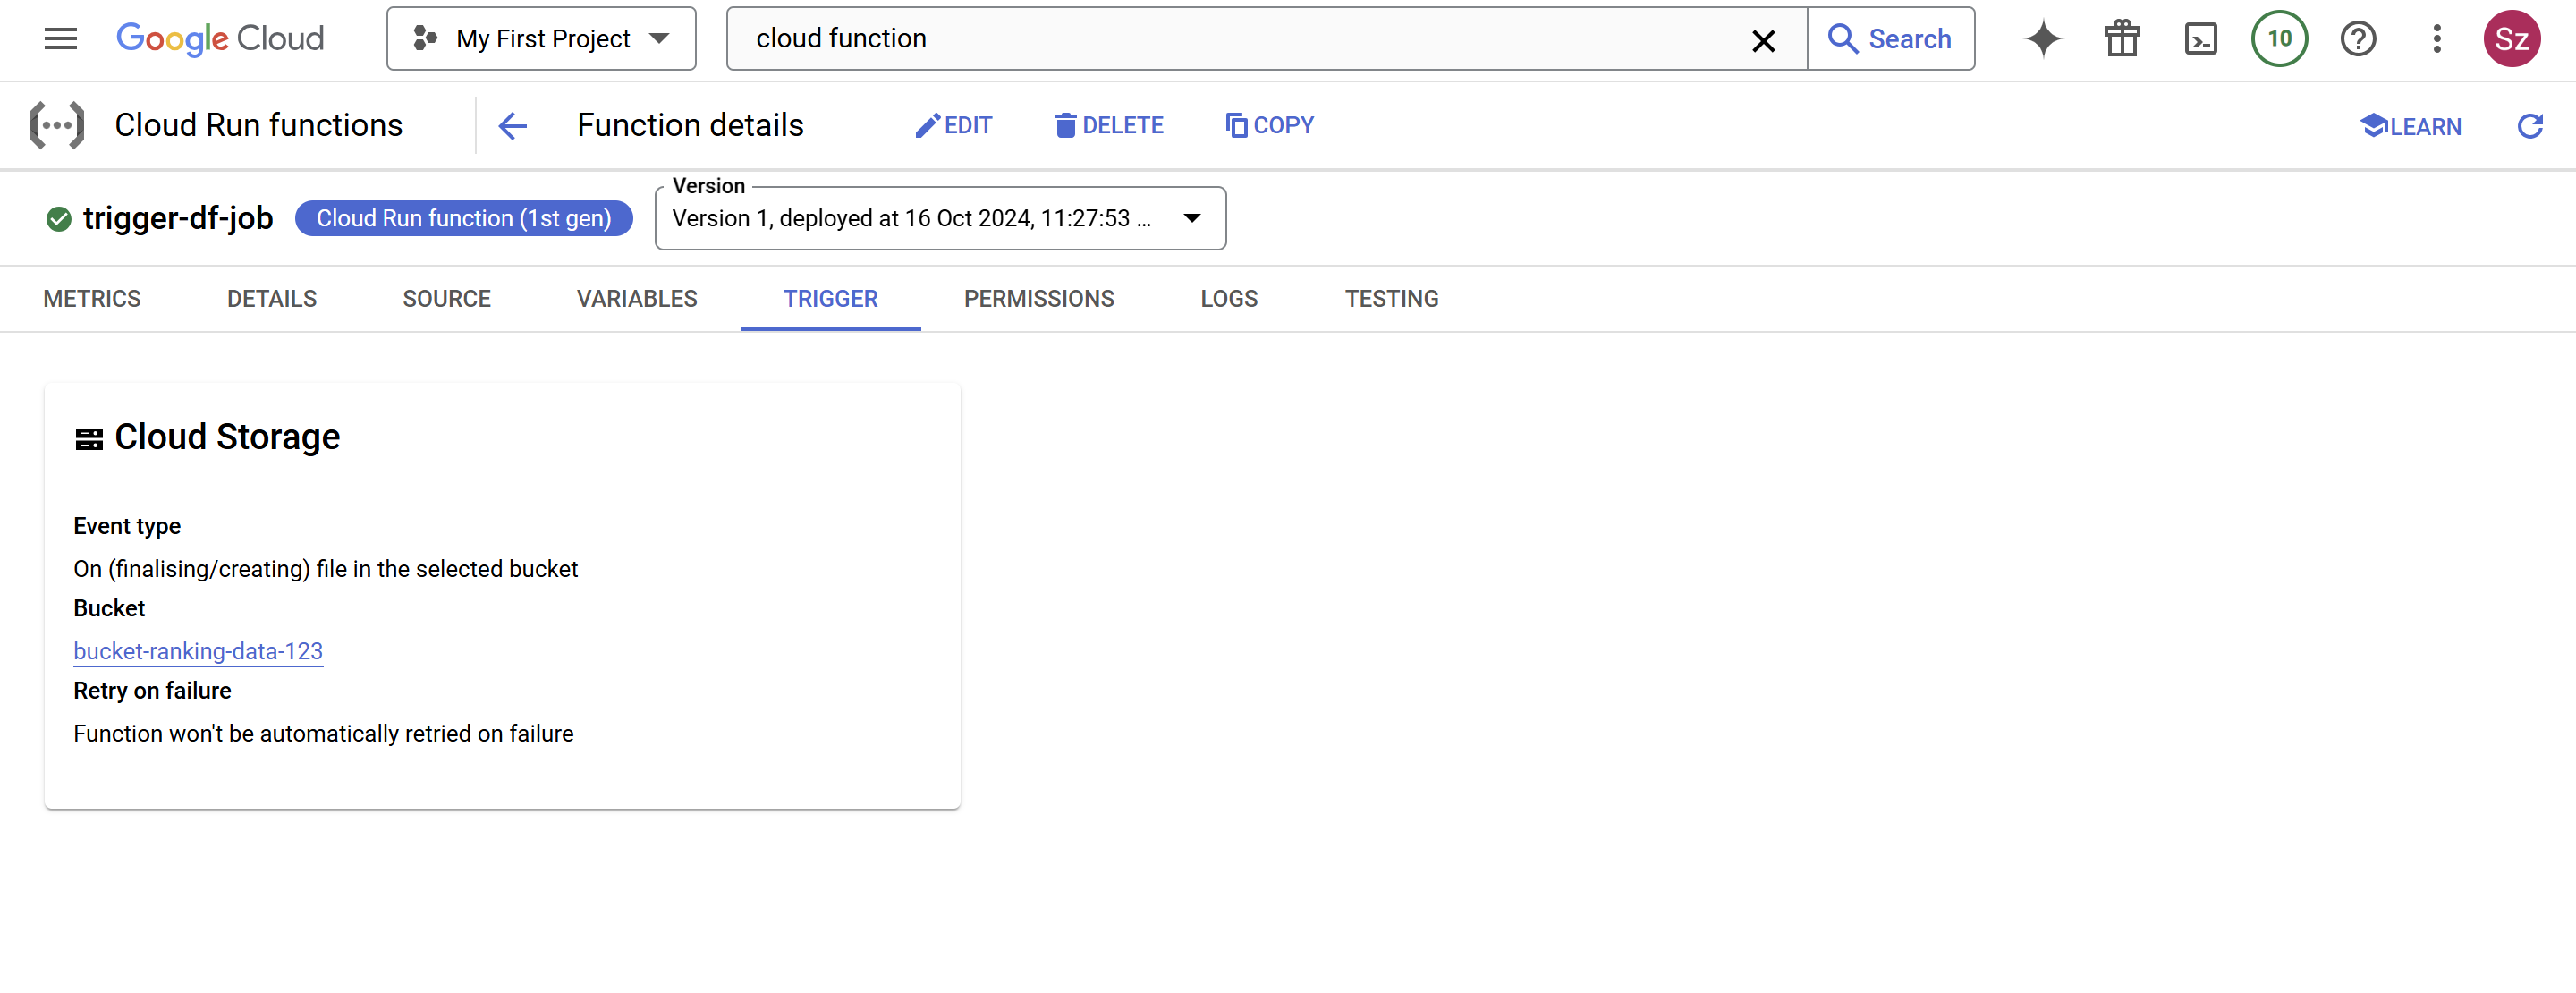 Google Cloud
My First Project
cloud function
Search
10
Sz
Cloud Run functions
Function details
EDIT
DELETE
COPY
LEARN
trigger-df-job
Cloud Run function (1st gen)
Version
Version 1, deployed at 16 Oct 2024, 11:27:53 ...
METRICS
DETAILS
SOURCE
VARIABLES
TRIGGER
PERMISSIONS
LOGS
TESTING
Cloud Storage
Event type
On (finalising/creating) file in the selected bucket
Bucket
bucket-ranking-data-123
Retry on failure
Function won't be automatically retried on failure